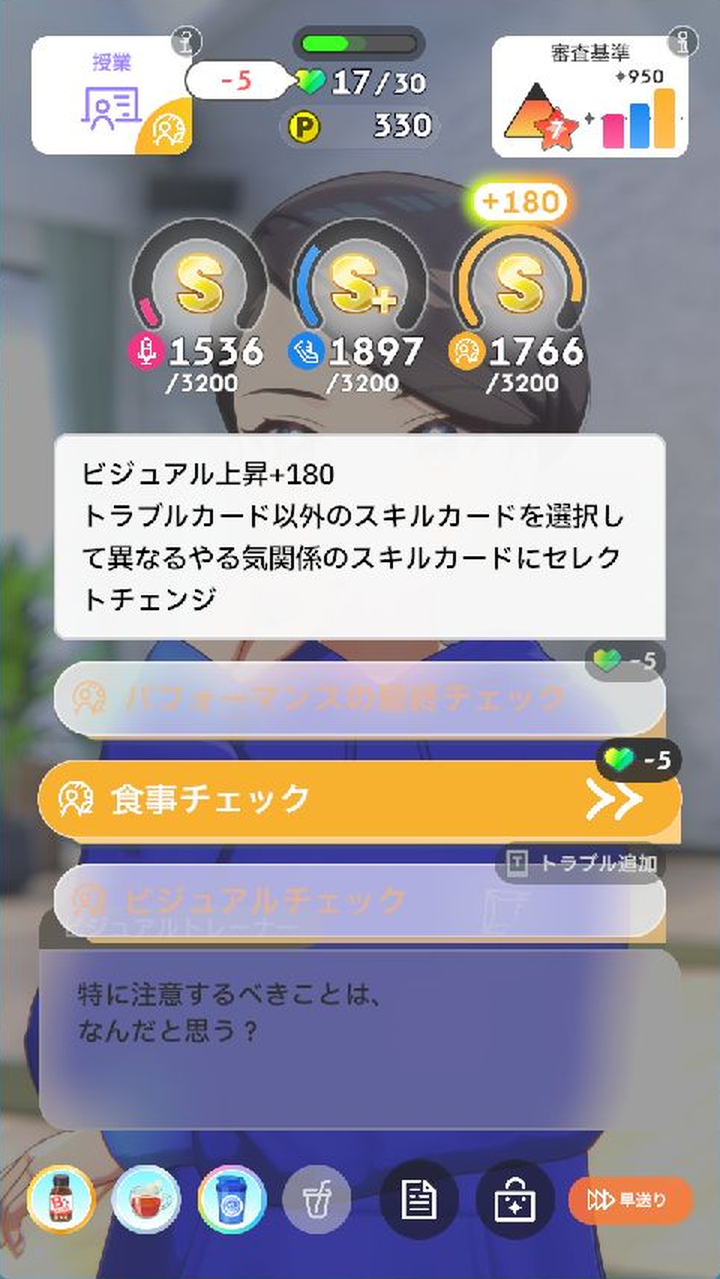 授業
-5
17/30
P 330
審査基準
+950
7
+180
S
S+
S
1536
/3200
1897
/3200
1766
/3200
ビジュアル上昇+180
トラブルカード以外のスキルカードを選択し
て異なるやる気関係のスキルカードにセレク
トチェンジ
-5
パフォーマンスの最終チェック
-5
食事チェック
T トラブル追加
ビジュアルチェック
ビジュアルトレーナー
特に注意するべきことは、
なんだと思う？
早送り